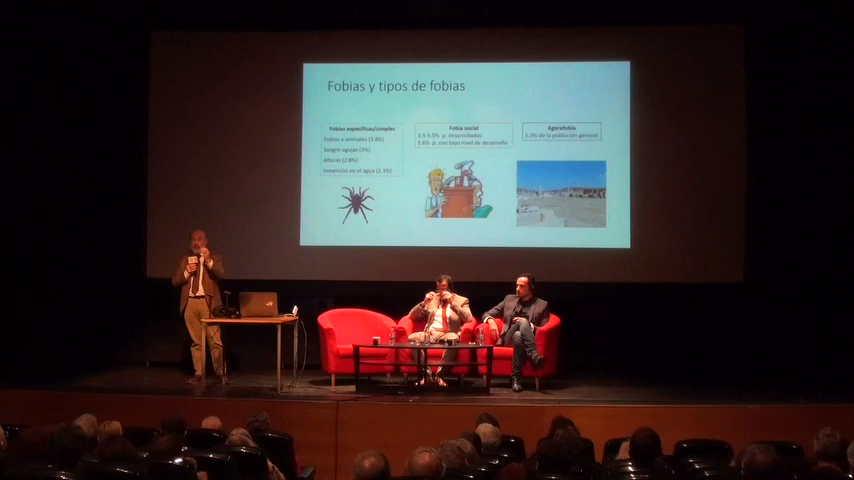 Fobias y tipos de fobias
Fobias específicas/simples
Fobias a animales (3.8%)
Sangre agujas (3%)
Alturas (2.8%)
Inmersión en el agua (2.3%)
Fobia social
3.5-5.5% p. desarrollados
1.6% p. con bajo nivel de desarrollo
Agorafobia
5.3% de la población general